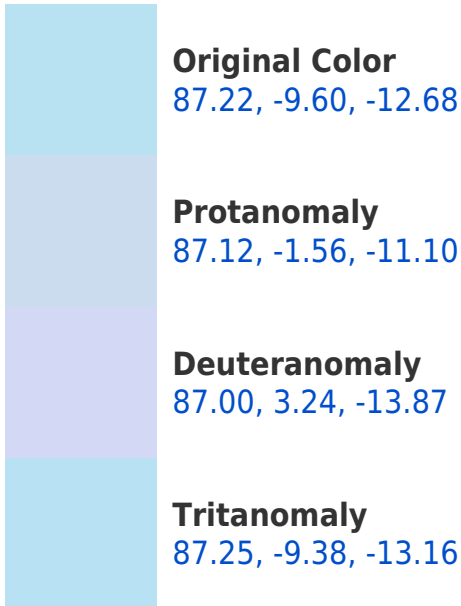 Original Color
87.22, -9.60, -12.68
Protanomaly
87.12, -1.56, -11.10
Deuteranomaly
87.00, 3.24, -13.87
Tritanomaly
87.25, -9.38, -13.16